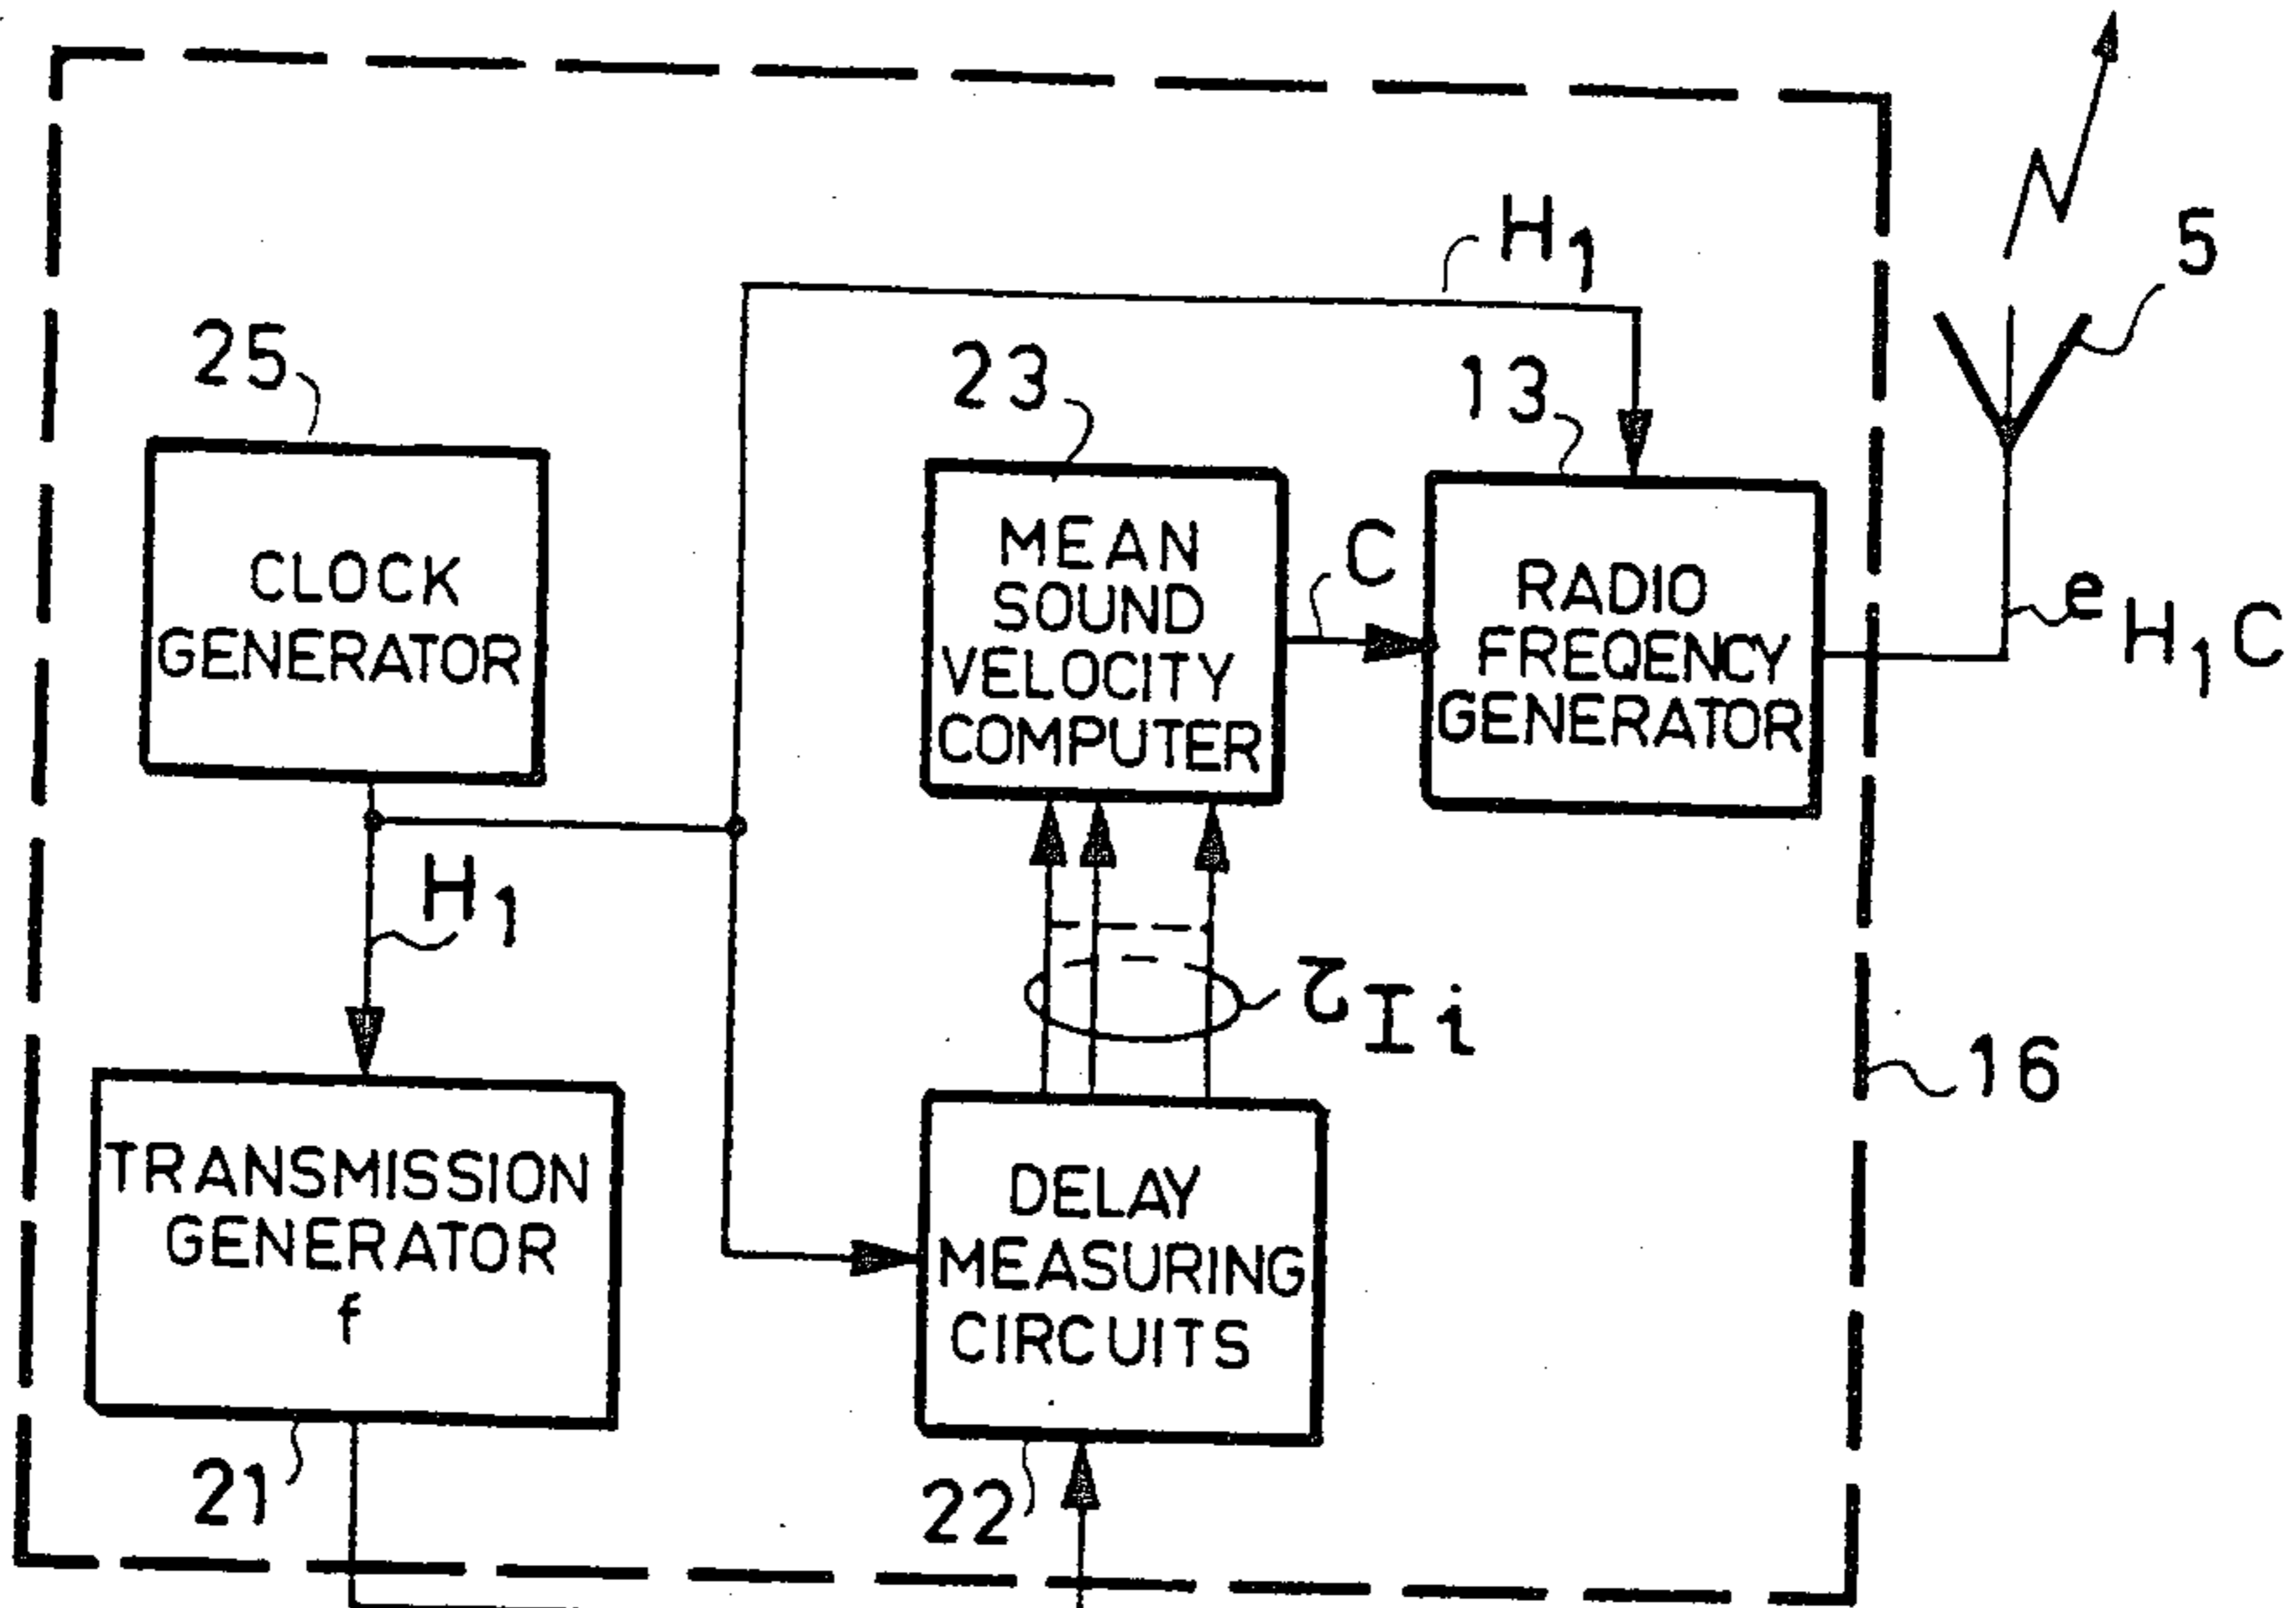 H1
5
25
23
13
CLOCK
GENERATOR
MEAN
SOUND
VELOCITY
COMPUTER
C
RADIO
FREQENCY
GENERATOR
eH1C
H1
τIi
16
TRANSMISSION
GENERATOR
f
DELAY
MEASURING
CIRCUITS
21
22